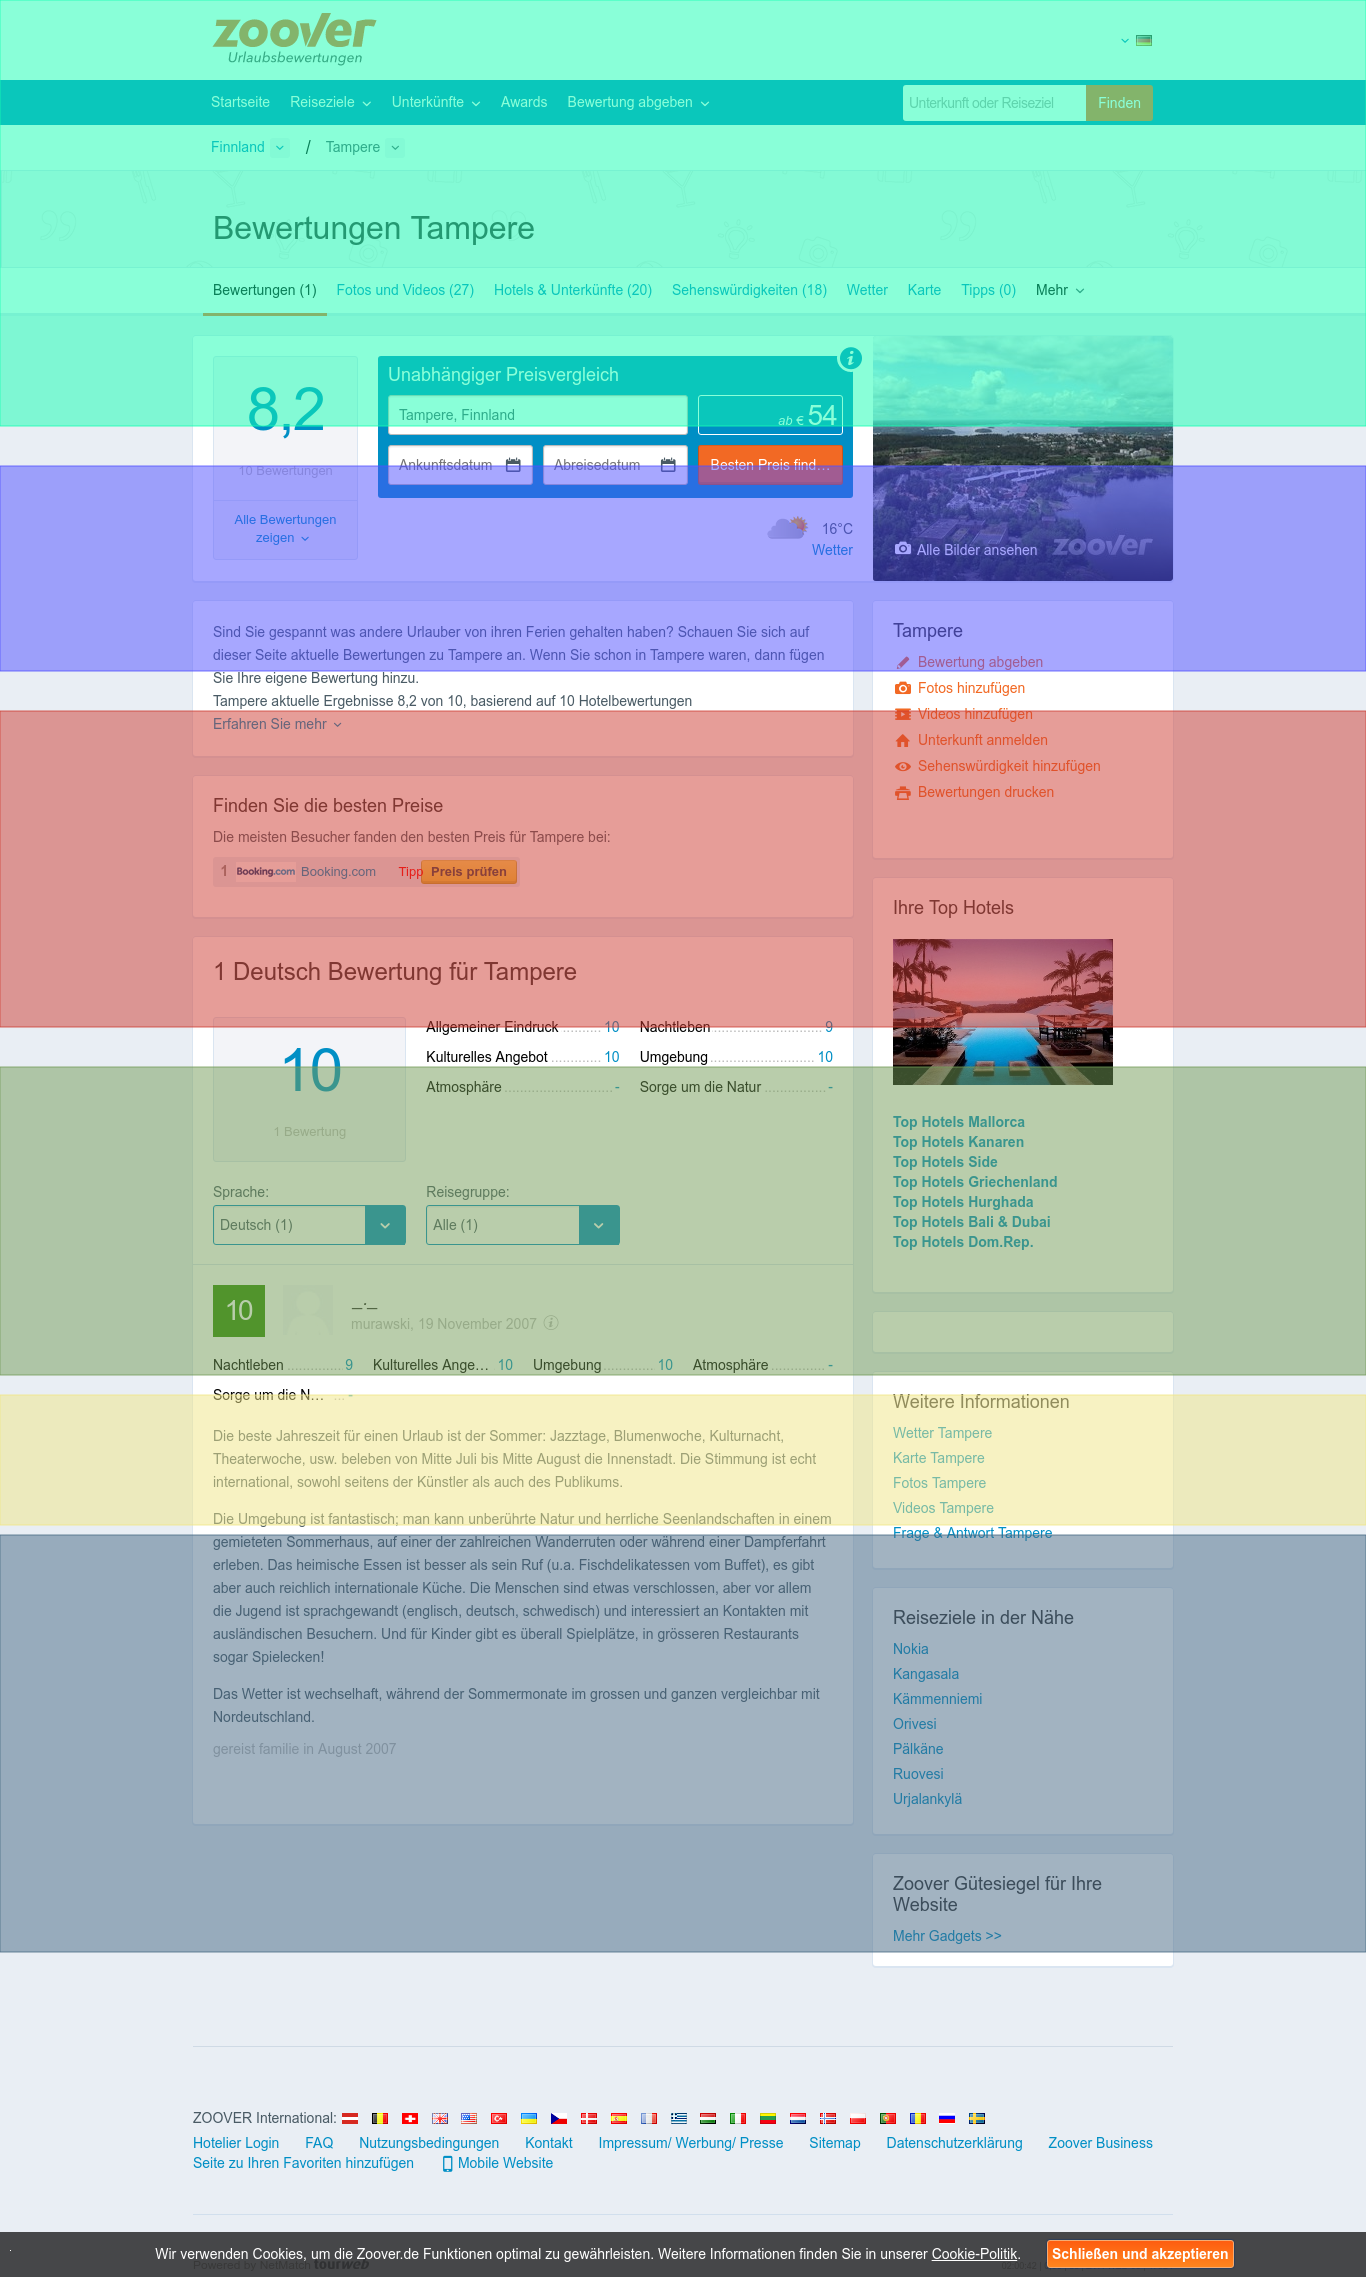 zoover
Urlaubsbewertungen
Startseite Reiseziele Unterkünfte Awards Bewertung abgeben Unterkunft oder Reiseziel Finden
Finnland / Tampere
Bewertungen Tampere
Bewertungen (1) Fotos und Videos (27) Hotels & Unterkünfte (20) Sehenswürdigkeiten (18) Wetter Karte Tipps (0) Mehr
8,2
10 Bewertungen
Alle Bewertungen
zeigen
Unabhängiger Preisvergleich
Tampere, Finnland
ab € 54
Ankunftsdatum Abreisedatum Besten Preis find…
16°C
Wetter
Alle Bilder ansehen zoover
Sind Sie gespannt was andere Urlauber von ihren Ferien gehalten haben? Schauen Sie sich auf
dieser Seite aktuelle Bewertungen zu Tampere an. Wenn Sie schon in Tampere waren, dann fügen
Sie Ihre eigene Bewertung hinzu.
Tampere aktuelle Ergebnisse 8,2 von 10, basierend auf 10 Hotelbewertungen
Erfahren Sie mehr
Tampere
Bewertung abgeben
Fotos hinzufügen
Videos hinzufügen
Unterkunft anmelden
Sehenswürdigkeit hinzufügen
Bewertungen drucken
Finden Sie die besten Preise
Die meisten Besucher fanden den besten Preis für Tampere bei:
1 Booking.com Booking.com Tipp Preis prüfen
Ihre Top Hotels
Top Hotels Mallorca
Top Hotels Kanaren
Top Hotels Side
Top Hotels Griechenland
Top Hotels Hurghada
Top Hotels Bali & Dubai
Top Hotels Dom.Rep.
1 Deutsch Bewertung für Tampere
10
1 Bewertung
Allgemeiner Eindruck .......... 10 Nachtleben ............................ 9
Kulturelles Angebot ............. 10 Umgebung ........................... 10
Atmosphäre ............................ - Sorge um die Natur ................ -
Sprache: Reisegruppe:
Deutsch (1) Alle (1)
10
_._
murawski, 19 November 2007
Nachtleben .............. 9 Kulturelles Ange… 10 Umgebung ............. 10 Atmosphäre .............. -
Sorge um die N… ... -
Die beste Jahreszeit für einen Urlaub ist der Sommer: Jazztage, Blumenwoche, Kulturnacht,
Theaterwoche, usw. beleben von Mitte Juli bis Mitte August die Innenstadt. Die Stimmung ist echt
international, sowohl seitens der Künstler als auch des Publikums.
Die Umgebung ist fantastisch; man kann unberührte Natur und herrliche Seenlandschaften in einem
gemieteten Sommerhaus, auf einer der zahlreichen Wanderruten oder während einer Dampferfahrt
erleben. Das heimische Essen ist besser als sein Ruf (u.a. Fischdelikatessen vom Buffet), es gibt
aber auch reichlich internationale Küche. Die Menschen sind etwas verschlossen, aber vor allem
die Jugend ist sprachgewandt (englisch, deutsch, schwedisch) und interessiert an Kontakten mit
ausländischen Besuchern. Und für Kinder gibt es überall Spielplätze, in grösseren Restaurants
sogar Spielecken!
Das Wetter ist wechselhaft, während der Sommermonate im grossen und ganzen vergleichbar mit
Nordeutschland.
gereist familie in August 2007
Weitere Informationen
Wetter Tampere
Karte Tampere
Fotos Tampere
Videos Tampere
Frage & Antwort Tampere
Reiseziele in der Nähe
Nokia
Kangasala
Kämmenniemi
Orivesi
Pälkäne
Ruovesi
Urjalankylä
Zoover Gütesiegel für Ihre
Website
Mehr Gadgets >>
ZOOVER International:
Hotelier Login FAQ Nutzungsbedingungen Kontakt Impressum/ Werbung/ Presse Sitemap Datenschutzerklärung Zoover Business
Seite zu Ihren Favoriten hinzufügen Mobile Website
Wir verwenden Cookies, um die Zoover.de Funktionen optimal zu gewährleisten. Weitere Informationen finden Sie in unserer Cookie-Politik. Schließen und akzeptieren